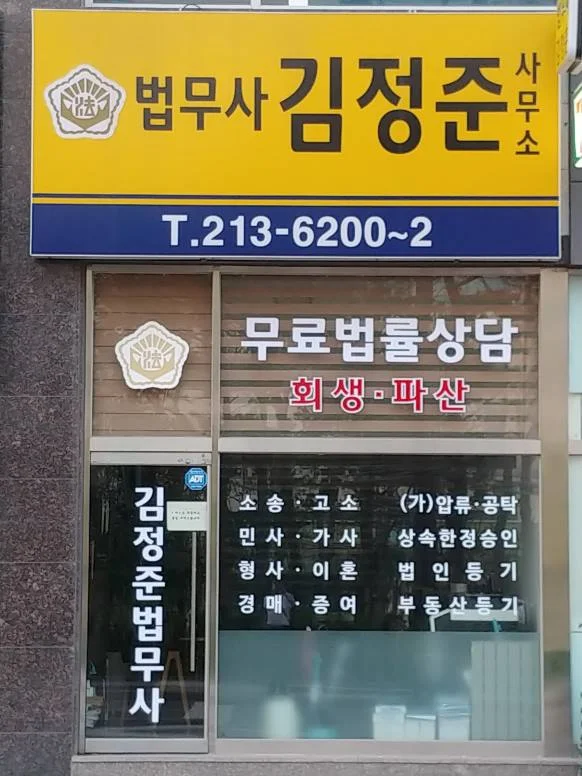 법무사 김정준 사무소
T.213-6200~2
무료법률상담
회생·파산
ADT
김정준법무사
소송·고소 (가)압류·공탁
민사·가사 상속한정승인
형사·이혼 법인등기
경매·증여 부동산등기
法
法